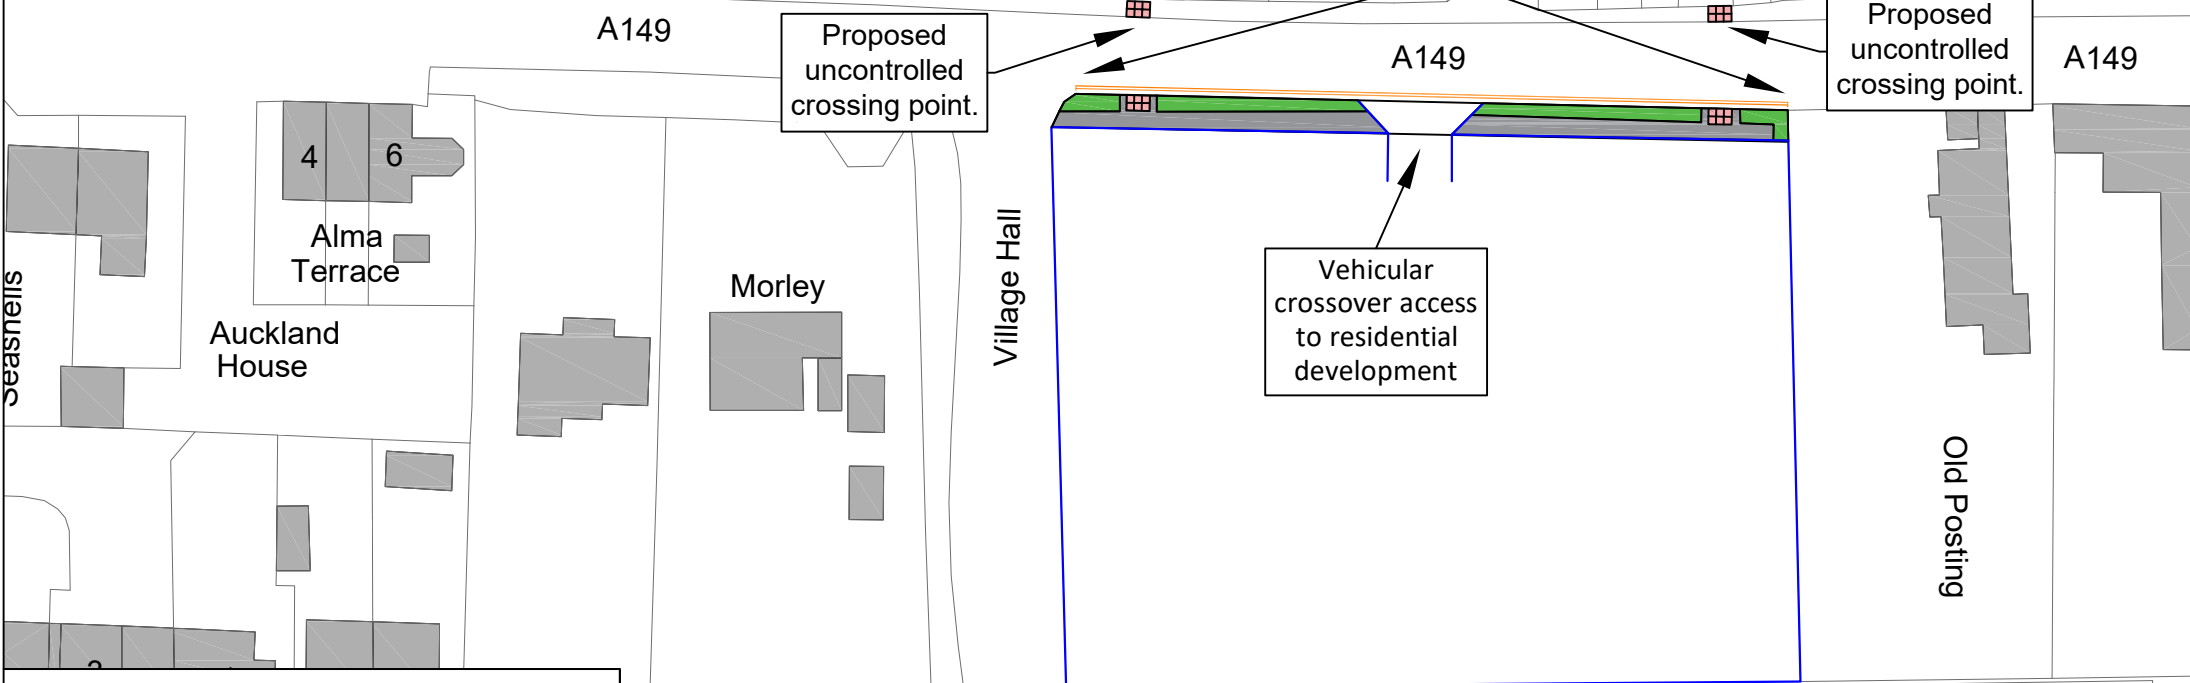 A149
Proposed
uncontrolled
crossing point.
A149
Proposed
uncontrolled
crossing point.
A149
4
6
Alma
Terrace
Auckland
House
Seashells
Morley
Village Hall
Vehicular
crossover access
to residential
development
Old Posting